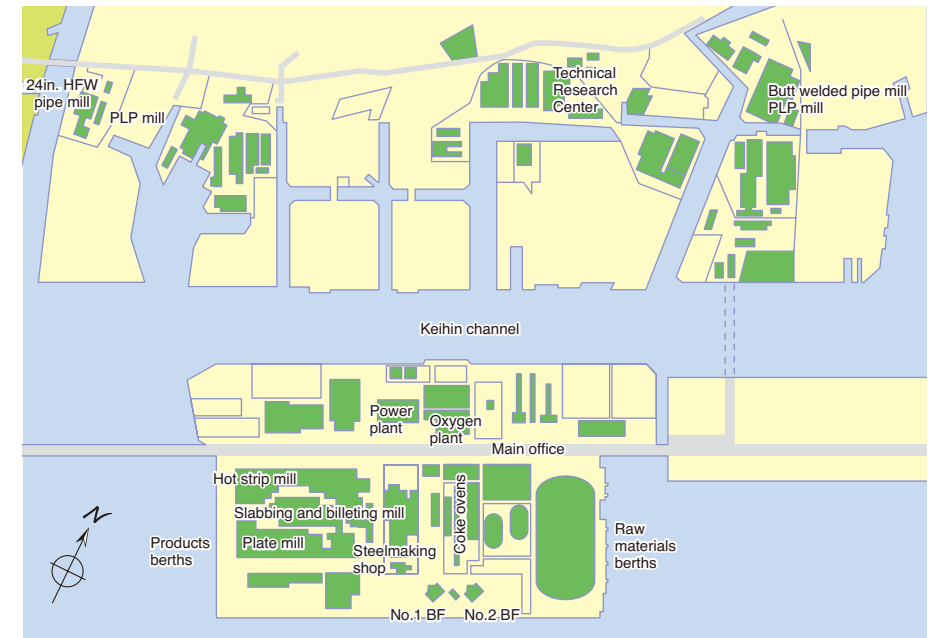 24in. HFW
pipe mill
PLP mill
Technical
Research
Center
Butt welded pipe mill
PLP mill
Keihin channel
Power
plant
Oxygen
plant
Main office
Hot strip mill
Slabbing and billeting mill
Plate mill
Steelmaking
shop
Coke ovens
Products
berths
Raw
materials
berths
No.1 BF
No.2 BF
N